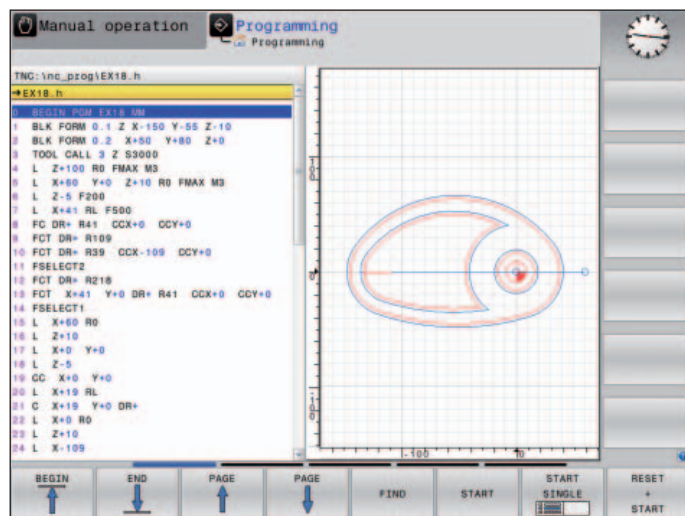 Manual operation
Programming
Programming
TNC:\nc_prog\EX18.h
→EX18.h
0 BEGIN PGM EX18 MM
1 BLK FORM 0.1 Z X-150 Y-55 Z-10
2 BLK FORM 0.2 X+50 Y+80 Z+0
3 TOOL CALL 3 Z S3000
4 L Z+100 R0 FMAX M3
5 L X+60 Y+0 Z+10 R0 FMAX M3
6 L Z-5 F200
7 L X+41 RL F500
8 FC DR+ R41 CCX+0 CCY+0
9 FCT DR+ R109
10 FCT DR+ R39 CCX-109 CCY+0
11 FSELECT2
12 FCT DR+ R218
13 FCT X+41 Y+0 DR+ R41 CCX+0 CCY+0
14 FSELECT1
15 L X+60 R0
16 L Z+10
17 L X+0 Y+0
18 L Z-5
19 CC X+0 Y+0
20 L X+19 RL
21 C X+19 Y+0 DR+
22 L X+0 R0
23 L Z+10
24 L X-109
100
0
-100
-100
0
BEGIN
END
PAGE
PAGE
FIND
START
START
SINGLE
RESET
+
START